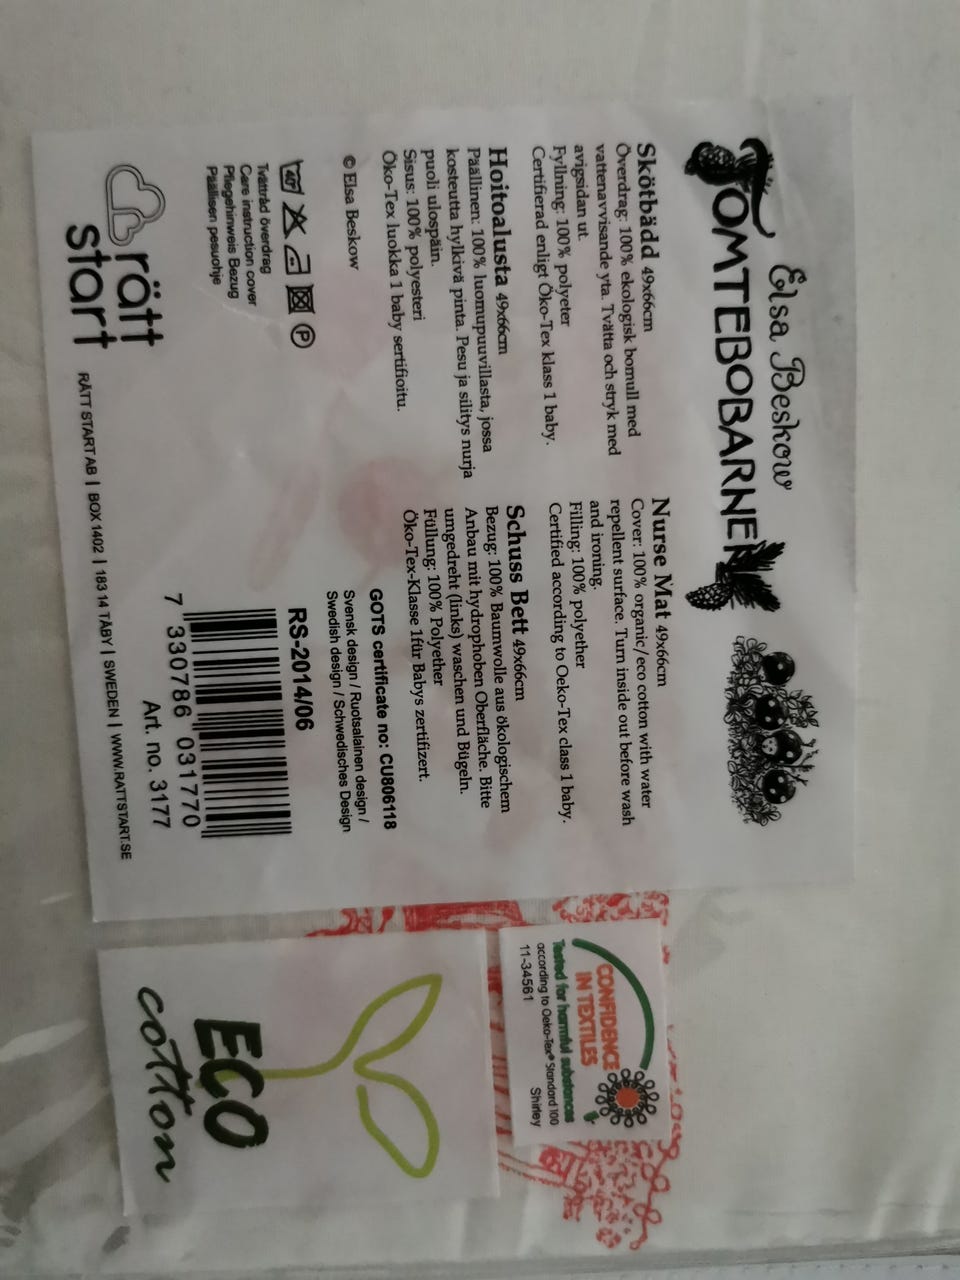 Elsa Beskow
TOMTEBOBARNEN
Skötbädd 49x66cm
Överdrag: 100% ekologisk bomull med
vattenavvisande yta. Tvätta och stryk med
avigsidan ut.
Fyllning: 100% polyeter
Certifierad enligt Öko-Tex klass 1 baby.
Nurse Mat 49x66cm
Cover: 100% organic/eco cotton with water
repellent surface. Turn inside out before wash
and ironing.
Filling: 100% polyether
Certified according to Oeko-Tex class 1 baby.
Hoitoalusta 49x66cm
Päällinen: 100% luomupuuvillasta, jossa
kosteutta hylkivä pinta. Pesu ja silitys nurja
puoli ulospäin.
Sisus: 100% polyesteri
Öko-Tex luokka 1 baby sertifioitu.
Schuss Bett 49x66cm
Bezug: 100% Baumwolle aus ökologischem
Anbau mit hydrophoben Oberfläche. Bitte
umgedreht (links) waschen und Bügeln.
Füllung: 100% Polyether
Öko-Tex-Klasse 1für Babys zertifizert.
© Elsa Beskow
40° P
Tvättråd överdrag
Care instruction cover
Pflegehinweis Bezug
Päällisen pesuohje
GOTS certificate no: CU806118
Svensk design / Ruotsalainen design /
Swedish design / Schwedisches Design
RS-2014/06
7 330786 031770
Art. no. 3177
rätt
start
RÄTT START AB | BOX 1402 | 183 14 TÄBY | SWEDEN | WWW.RATTSTART.SE
CONFIDENCE
IN TEXTILES
Tested for harmful substances
according to Oeko-Tex® Standard 100
11-34561 Shirley
ECO
cotton